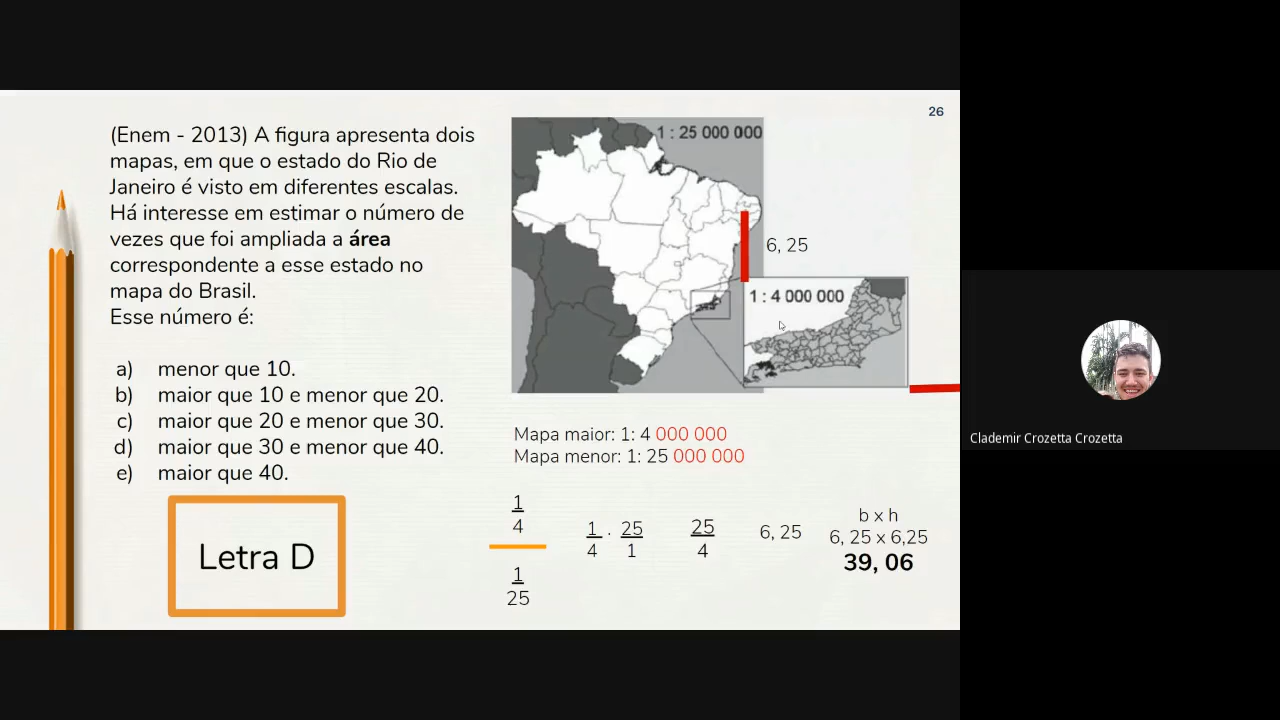 26
(Enem - 2013) A figura apresenta dois
mapas, em que o estado do Rio de
Janeiro é visto em diferentes escalas.
Há interesse em estimar o número de
vezes que foi ampliada a área
correspondente a esse estado no
mapa do Brasil.
Esse número é:
a) menor que 10.
b) maior que 10 e menor que 20.
c) maior que 20 e menor que 30.
d) maior que 30 e menor que 40.
e) maior que 40.
Letra D
1 : 25 000 000
6, 25
1 : 4 000 000
Mapa maior: 1: 4 000 000
Mapa menor: 1: 25 000 000
1
4
1
25
1 . 25
4 1
25
4
6, 25
b x h
6, 25 x 6,25
39, 06
Clademir Crozetta Crozetta